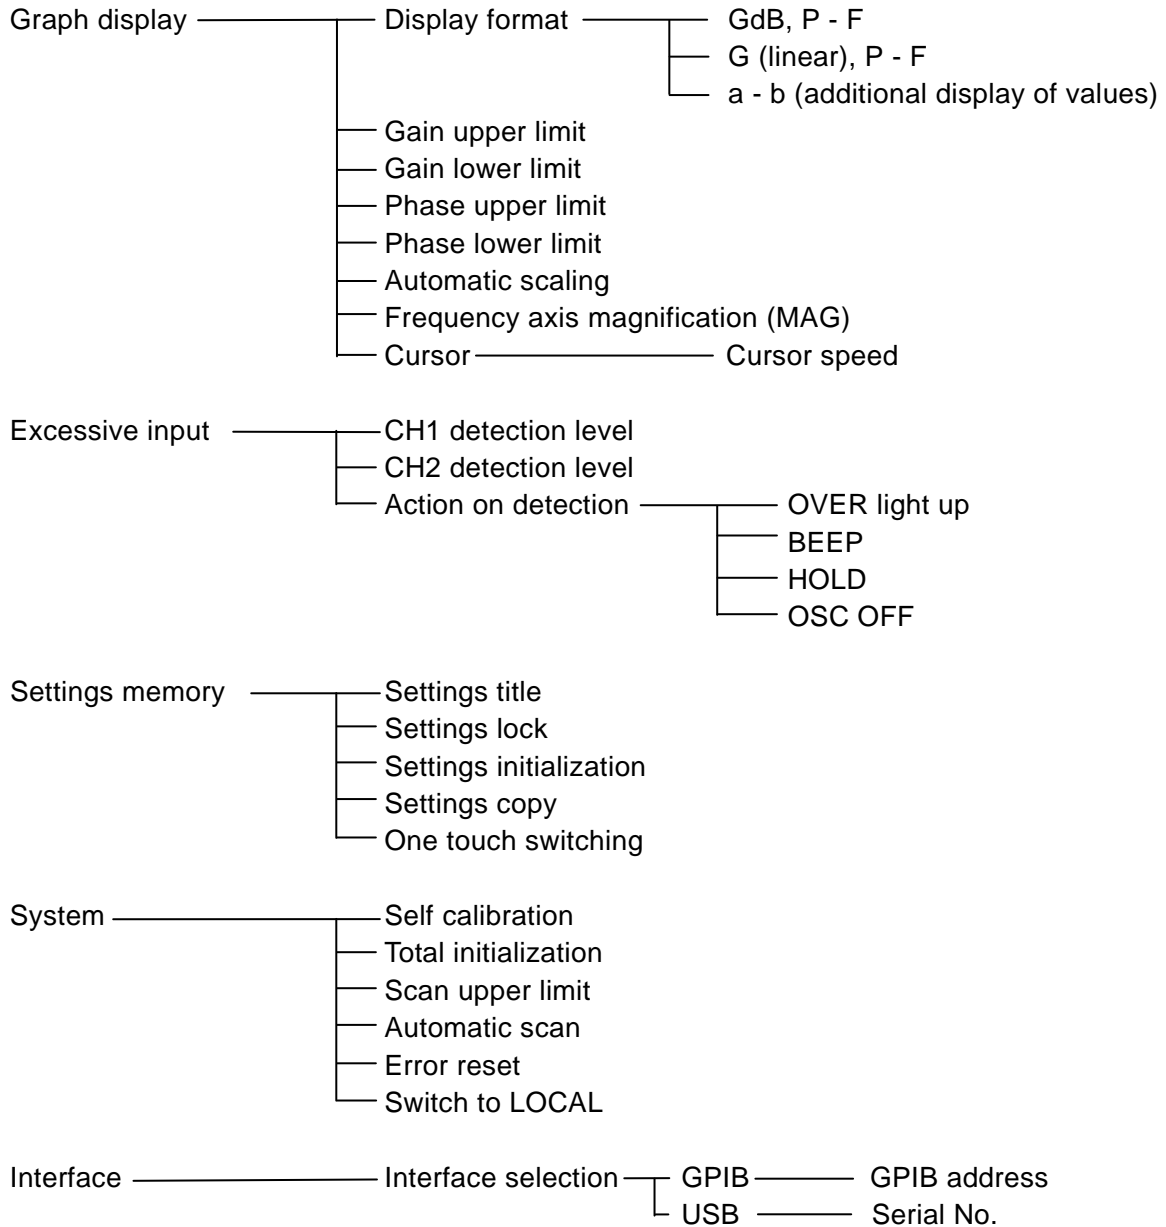 Graph display Display format GdB, P - F
G (linear), P - F
a - b (additional display of values)
Gain upper limit
Gain lower limit
Phase upper limit
Phase lower limit
Automatic scaling
Frequency axis magnification (MAG)
Cursor Cursor speed
Excessive input CH1 detection level
CH2 detection level
Action on detection OVER light up
BEEP
HOLD
OSC OFF
Settings memory Settings title
Settings lock
Settings initialization
Settings copy
One touch switching
System Self calibration
Total initialization
Scan upper limit
Automatic scan
Error reset
Switch to LOCAL
Interface Interface selection GPIB GPIB address
USB Serial No.